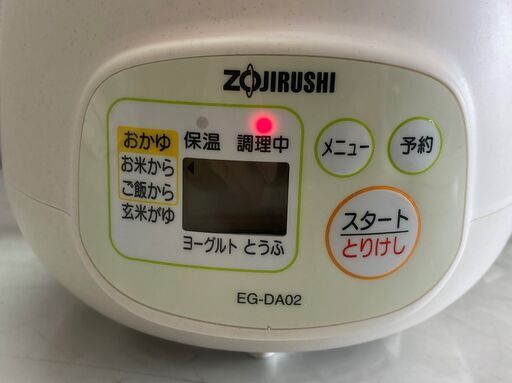 ZOJIRUSHI
おかゆ
お米から
ご飯から
玄米がゆ
保温 調理中
ヨーグルト とうふ
メニュー
予約
スタート
とりけし
EG-DA02